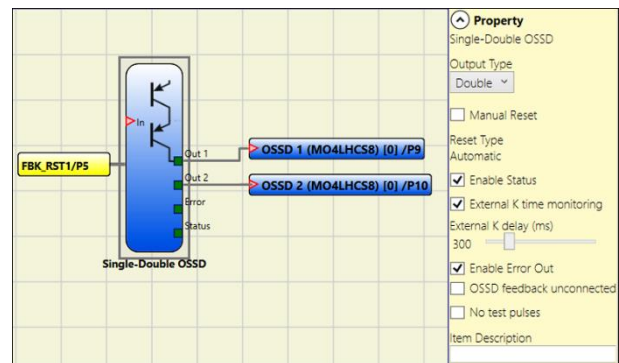 In
Out 1
Out 2
Error
Status
FBK_RST1/P5
OSSD 1 (MO4LHCS8) [0] /P9
OSSD 2 (MO4LHCS8) [0] /P10
Single-Double OSSD
Property
Single-Double OSSD
Output Type
Double
Manual Reset
Reset Type
Automatic
Enable Status
External K time monitoring
External K delay (ms)
300
Enable Error Out
OSSD feedback unconnected
No test pulses
Item Description